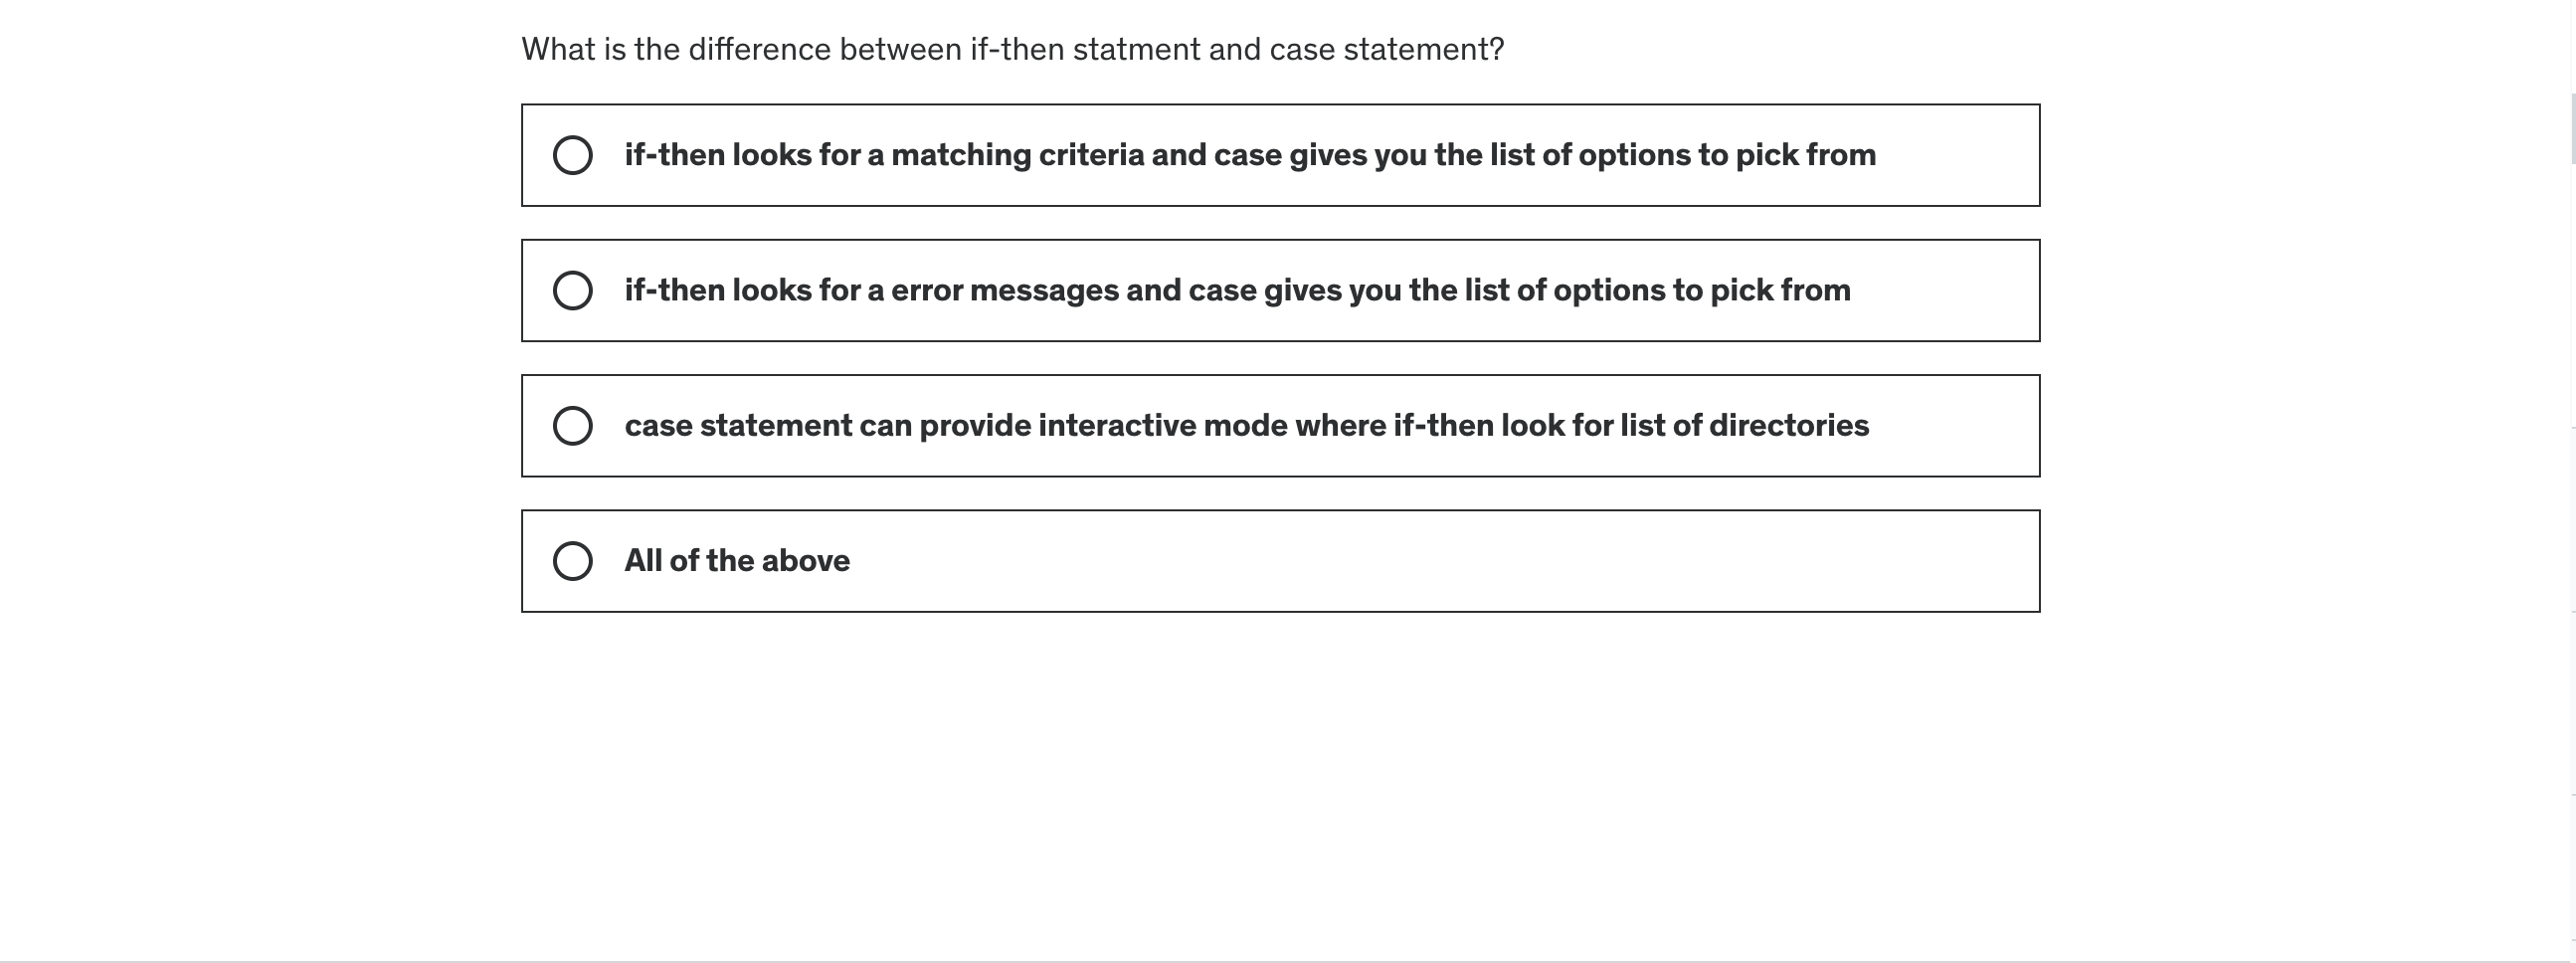 What is the difference between if-then statment and case statement?
if-then looks for a matching criteria and case gives you the list of options to pick from
if-then looks for a error messages and case gives you the list of options to pick from
case statement can provide interactive mode where if-then look for list of directories
All of the above